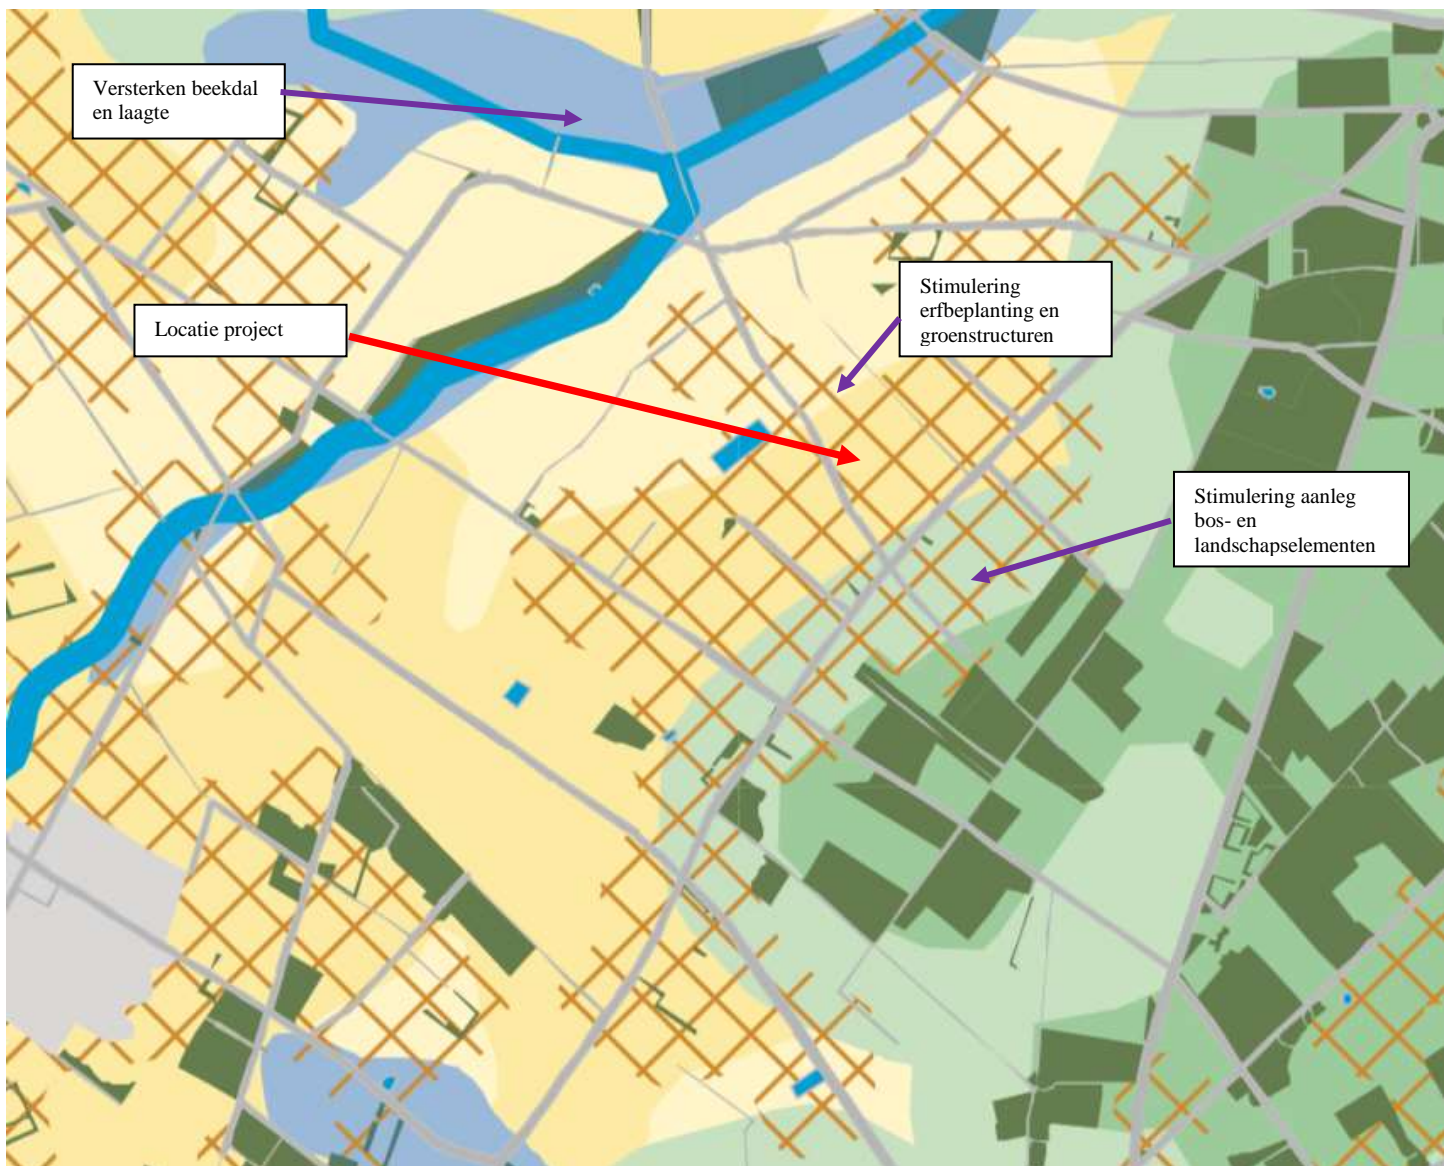 Versterken beekdal
en laagte
Locatie project
Stimulering
erfbeplanting en
groenstructuren
Stimulering aanleg
bos- en
landschapselementen